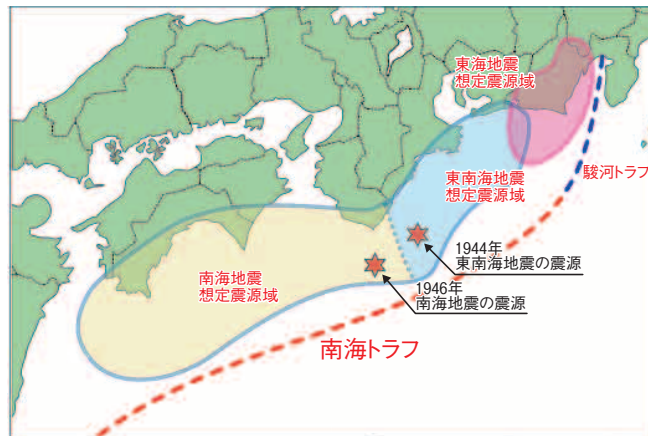 東海地震
想定震源域
東南海地震
想定震源域
駿河トラフ
1944年
東南海地震の震源
南海地震
想定震源域
1946年
南海地震の震源
南海トラフ